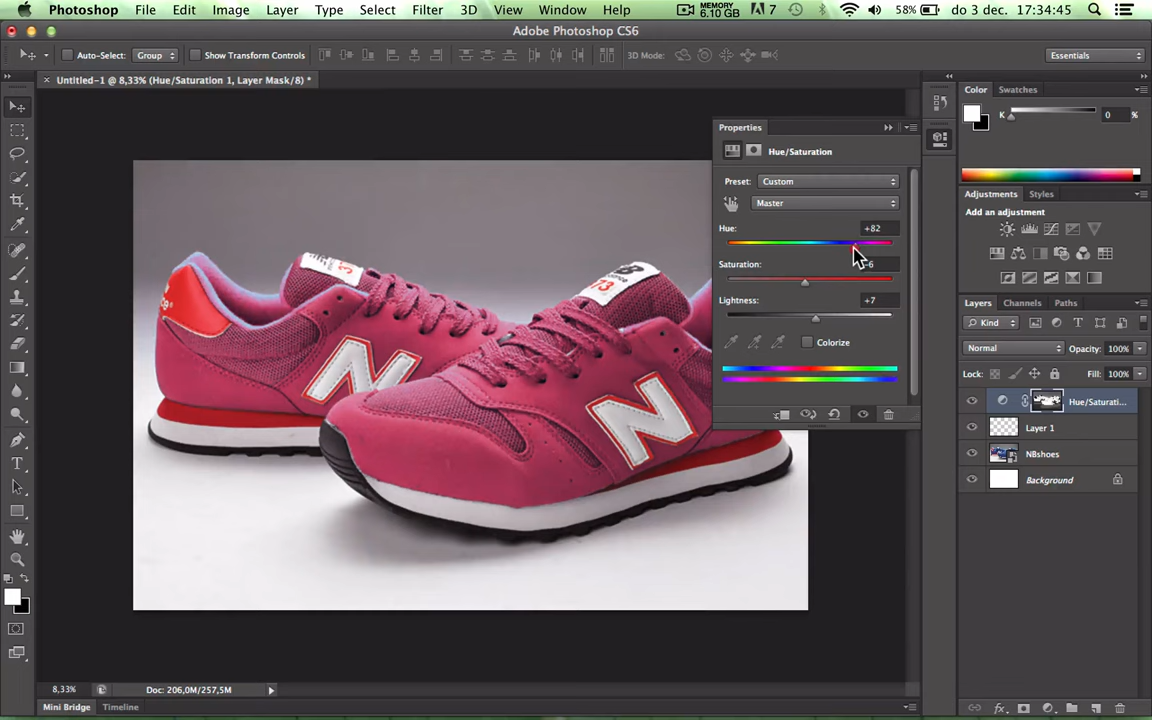 Photoshop File Edit Image Layer Type Select Filter 3D View Window Help MEMORY 6.10 GB 7 58% do 3 dec. 17:34:45
Adobe Photoshop CS6
Auto-Select: Group Show Transform Controls 3D Mode: Essentials
× Untitled-1 @ 8,33% (Hue/Saturation 1, Layer Mask/8) *
Color Swatches
K 0 %
Properties
Hue/Saturation
Preset: Custom
Master
Hue: +82
Saturation: -6
Lightness: +7
Colorize
Adjustments Styles
Add an adjustment
Layers Channels Paths
Kind
Normal Opacity: 100%
Lock: Fill: 100%
Hue/Saturati...
Layer 1
NBshoes
Background
N
N
8,33% Doc: 206,0M/257,5M
Mini Bridge Timeline